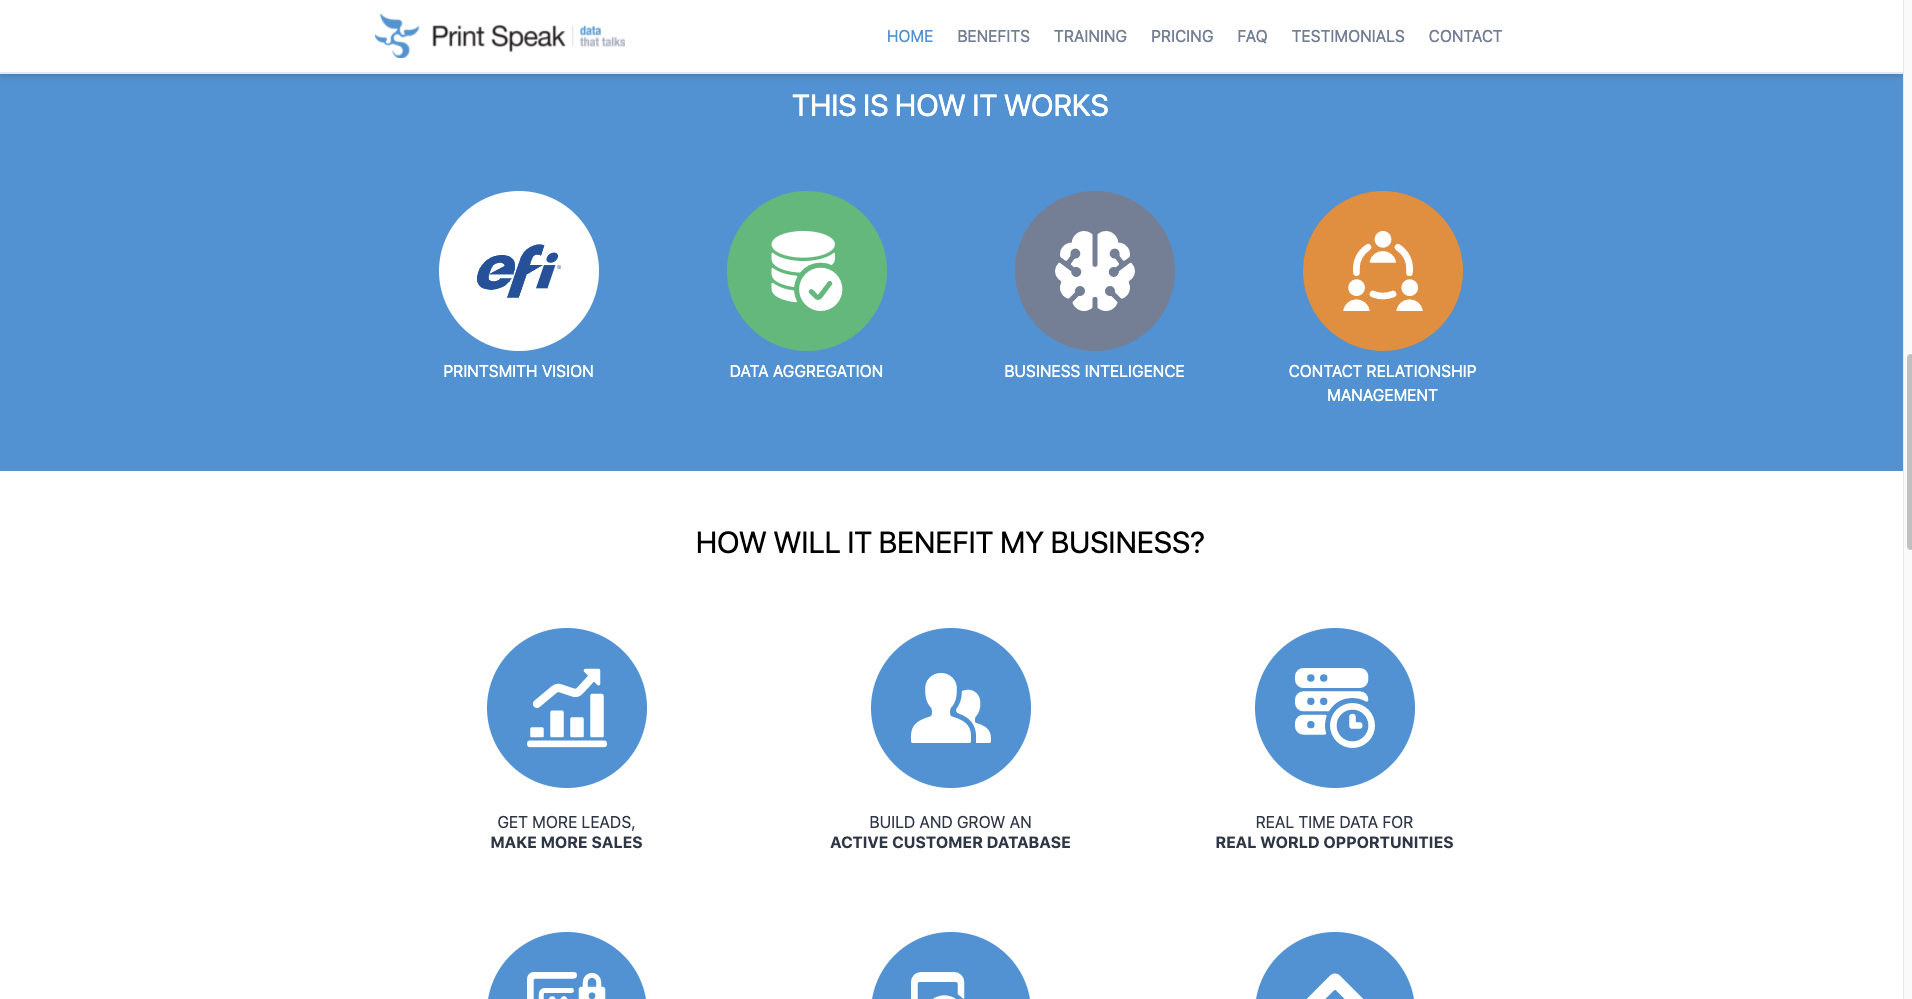 Print Speak
data
that talks
HOME BENEFITS TRAINING PRICING FAQ TESTIMONIALS CONTACT
THIS IS HOW IT WORKS
efi
PRINTSMITH VISION
DATA AGGREGATION
BUSINESS INTELIGENCE
CONTACT RELATIONSHIP
MANAGEMENT
HOW WILL IT BENEFIT MY BUSINESS?
GET MORE LEADS,
MAKE MORE SALES
BUILD AND GROW AN
ACTIVE CUSTOMER DATABASE
REAL TIME DATA FOR
REAL WORLD OPPORTUNITIES